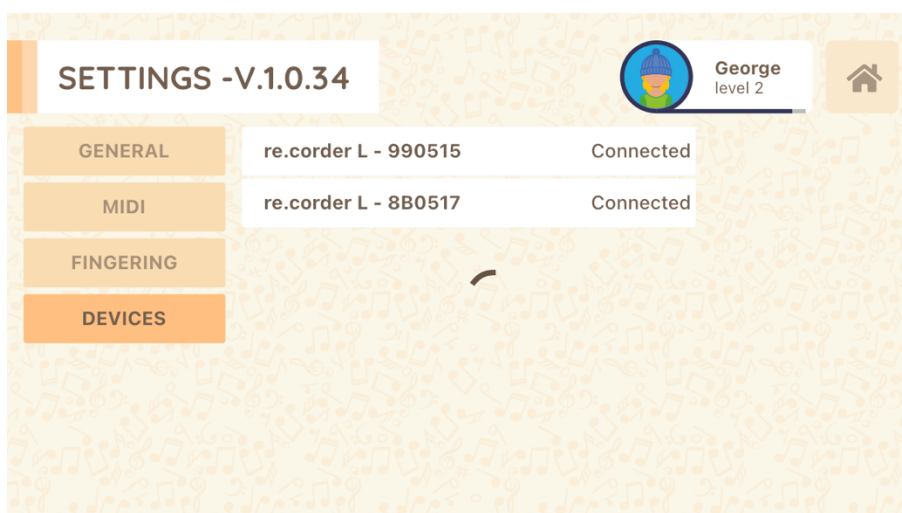 SETTINGS -V.1.0.34
George
level 2
GENERAL
re.corder L - 990515 Connected
MIDI
re.corder L - 8B0517 Connected
FINGERING
DEVICES